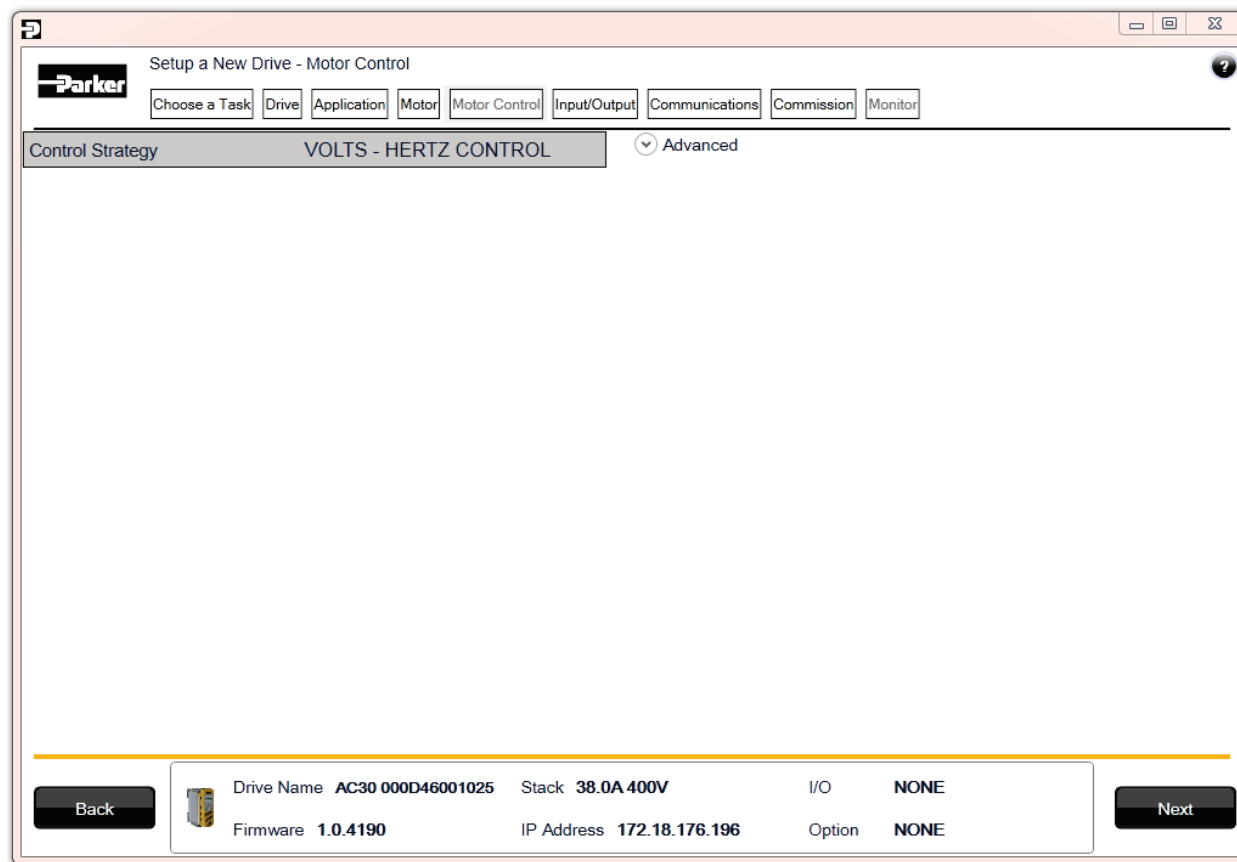 Setup a New Drive - Motor Control
Parker
Choose a Task Drive Application Motor Motor Control Input/Output Communications Commission Monitor
?
Control Strategy VOLTS - HERTZ CONTROL
Advanced
Back
Drive Name AC30 000D46001025 Stack 38.0A 400V I/O NONE
Firmware 1.0.4190 IP Address 172.18.176.196 Option NONE
Next